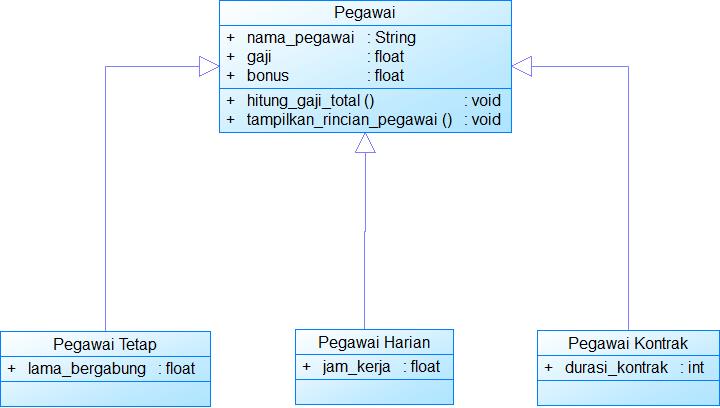 Pegawai
+ nama_pegawai : String
+ gaji : float
+ bonus : float
+ hitung_gaji_total () : void
+ tampilkan_rincian_pegawai () : void
Pegawai Tetap
+ lama_bergabung : float
Pegawai Harian
+ jam_kerja : float
Pegawai Kontrak
+ durasi_kontrak : int